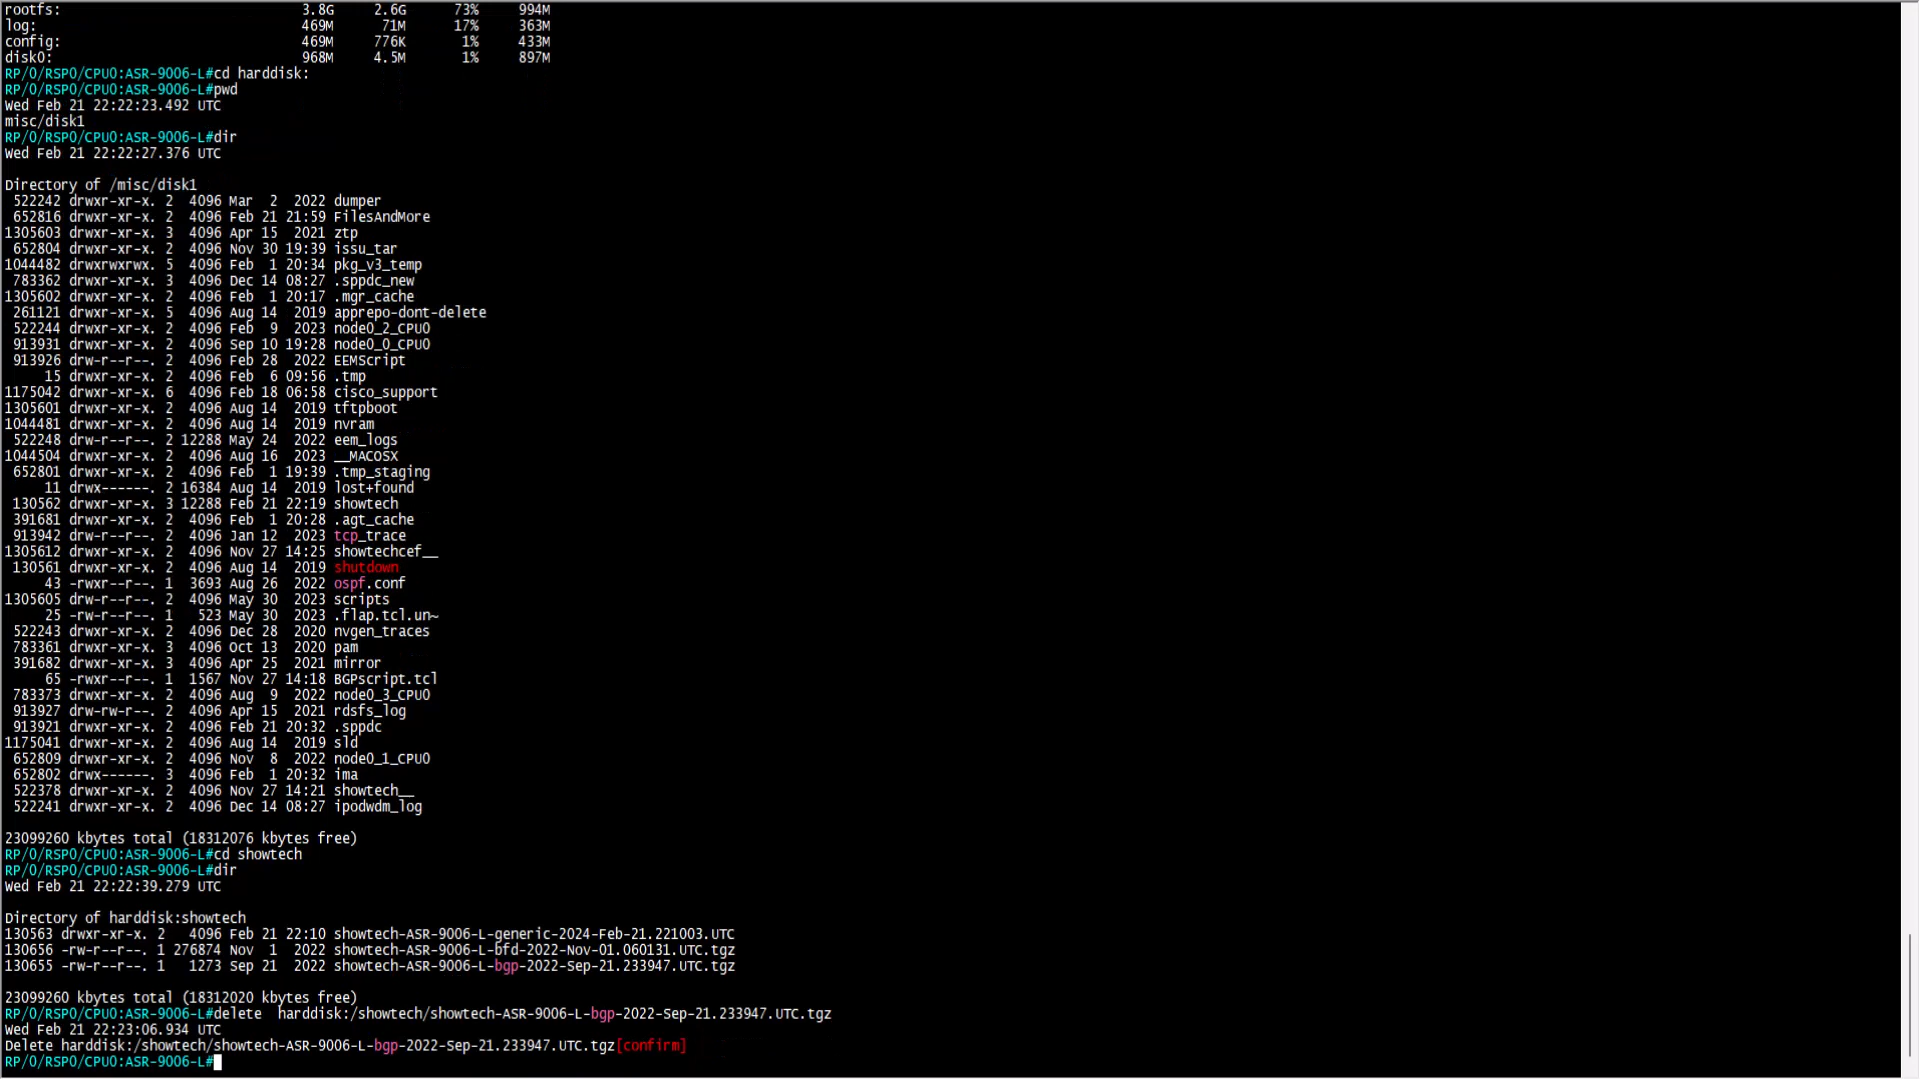 rootfs:                              3.8G     2.6G      73%     994M
log:                                 469M      71M      17%     363M
config:                              469M     776K       1%     433M
disk0:                               968M     4.5M       1%     897M
RP/0/RSP0/CPU0:ASR-9006-L#cd harddisk:
RP/0/RSP0/CPU0:ASR-9006-L#pwd
Wed Feb 21 22:22:23.492 UTC
misc/disk1
RP/0/RSP0/CPU0:ASR-9006-L#dir
Wed Feb 21 22:22:27.376 UTC
Directory of /misc/disk1
 522242 drwxr-xr-x. 2  4096 Mar  2  2022 dumper
 652816 drwxr-xr-x. 2  4096 Feb 21 21:59 FilesAndMore
1305603 drwxr-xr-x. 3  4096 Apr 15  2021 ztp
 652804 drwxr-xr-x. 2  4096 Nov 30 19:39 issu_tar
1044482 drwxrwxrwx. 5  4096 Feb  1 20:34 pkg_v3_temp
 783362 drwxr-xr-x. 3  4096 Dec 14 08:27 .sppdc_new
1305602 drwxr-xr-x. 2  4096 Feb  1 20:17 .mgr_cache
 261121 drwxr-xr-x. 5  4096 Aug 14  2019 apprepo-dont-delete
 522244 drwxr-xr-x. 2  4096 Feb  9  2023 node0_2_CPU0
 913931 drwxr-xr-x. 2  4096 Sep 10 19:28 node0_0_CPU0
 913926 drw-r--r--. 2  4096 Feb 28  2022 EEMScript
     15 drwxr-xr-x. 2  4096 Feb  6 09:56 .tmp
1175042 drwxr-xr-x. 6  4096 Feb 18 06:58 cisco_support
1305601 drwxr-xr-x. 2  4096 Aug 14  2019 tftpboot
1044481 drwxr-xr-x. 2  4096 Aug 14  2019 nvram
 522248 drw-r--r--. 2 12288 May 24  2022 eem_logs
1044504 drwxr-xr-x. 2  4096 Aug 16  2023 __MACOSX
 652801 drwxr-xr-x. 2  4096 Feb  1 19:39 .tmp_staging
     11 drwx------. 2 16384 Aug 14  2019 lost+found
 130562 drwxr-xr-x. 3 12288 Feb 21 22:19 showtech
 391681 drwxr-xr-x. 2  4096 Feb  1 20:28 .agt_cache
 913942 drw-r--r--. 2  4096 Jan 12  2023 tcp_trace
1305612 drwxr-xr-x. 2  4096 Nov 27 14:25 showtechcef__
 130561 drwxr-xr-x. 2  4096 Aug 14  2019 shutdown
     43 -rwxr--r--. 1  3693 Aug 26  2022 ospf.conf
1305605 drw-r--r--. 2  4096 May 30  2023 scripts
     25 -rw-r--r--. 1   523 May 30  2023 .flap.tcl.un~
 522243 drwxr-xr-x. 2  4096 Dec 28  2020 nvgen_traces
 783361 drwxr-xr-x. 3  4096 Oct 13  2020 pam
 391682 drwxr-xr-x. 3  4096 Apr 25  2021 mirror
     65 -rwxr--r--. 1  1567 Nov 27 14:18 BGPscript.tcl
 783373 drwxr-xr-x. 2  4096 Aug  9  2022 node0_3_CPU0
 913927 drw-rw-r--. 2  4096 Apr 15  2021 rdsfs_log
 913921 drwxr-xr-x. 2  4096 Feb 21 20:32 .sppdc
1175041 drwxr-xr-x. 2  4096 Aug 14  2019 sld
 652809 drwxr-xr-x. 2  4096 Nov  8  2022 node0_1_CPU0
 652802 drwx------. 3  4096 Feb  1 20:32 ima
 522378 drwxr-xr-x. 2  4096 Nov 27 14:21 showtech__
 522241 drwxr-xr-x. 2  4096 Dec 14 08:27 ipodwdm_log
23099260 kbytes total (18312076 kbytes free)
RP/0/RSP0/CPU0:ASR-9006-L#cd showtech
RP/0/RSP0/CPU0:ASR-9006-L#dir
Wed Feb 21 22:22:39.279 UTC
Directory of harddisk:showtech
130563 drwxr-xr-x. 2   4096 Feb 21 22:10 showtech-ASR-9006-L-generic-2024-Feb-21.221003.UTC
130656 -rw-r--r--. 1 276874 Nov  1  2022 showtech-ASR-9006-L-bfd-2022-Nov-01.060131.UTC.tgz
130655 -rw-r--r--. 1   1273 Sep 21  2022 showtech-ASR-9006-L-bgp-2022-Sep-21.233947.UTC.tgz
23099260 kbytes total (18312020 kbytes free)
RP/0/RSP0/CPU0:ASR-9006-L#delete  harddisk:/showtech/showtech-ASR-9006-L-bgp-2022-Sep-21.233947.UTC.tgz
Wed Feb 21 22:23:06.934 UTC
Delete harddisk:/showtech/showtech-ASR-9006-L-bgp-2022-Sep-21.233947.UTC.tgz[confirm]
RP/0/RSP0/CPU0:ASR-9006-L#